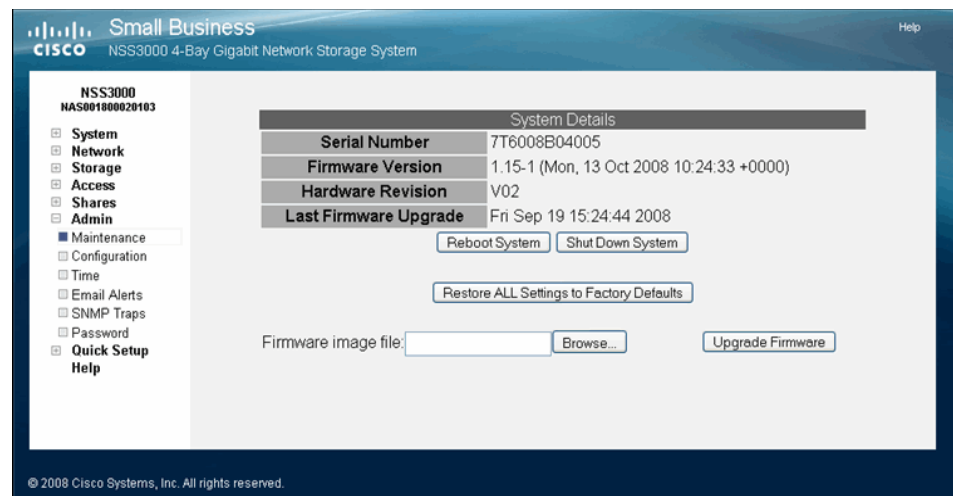 Small Business
CISCO NSS3000 4-Bay Gigabit Network Storage System
Help
NSS3000
NAS001800020103
System
Network
Storage
Access
Shares
Admin
Maintenance
Configuration
Time
Email Alerts
SNMP Traps
Password
Quick Setup
Help
System Details
Serial Number 7T6008B04005
Firmware Version 1.15-1 (Mon, 13 Oct 2008 10:24:33 +0000)
Hardware Revision V02
Last Firmware Upgrade Fri Sep 19 15:24:44 2008
Reboot System Shut Down System
Restore ALL Settings to Factory Defaults
Firmware image file: Browse... Upgrade Firmware
© 2008 Cisco Systems, Inc. All rights reserved.